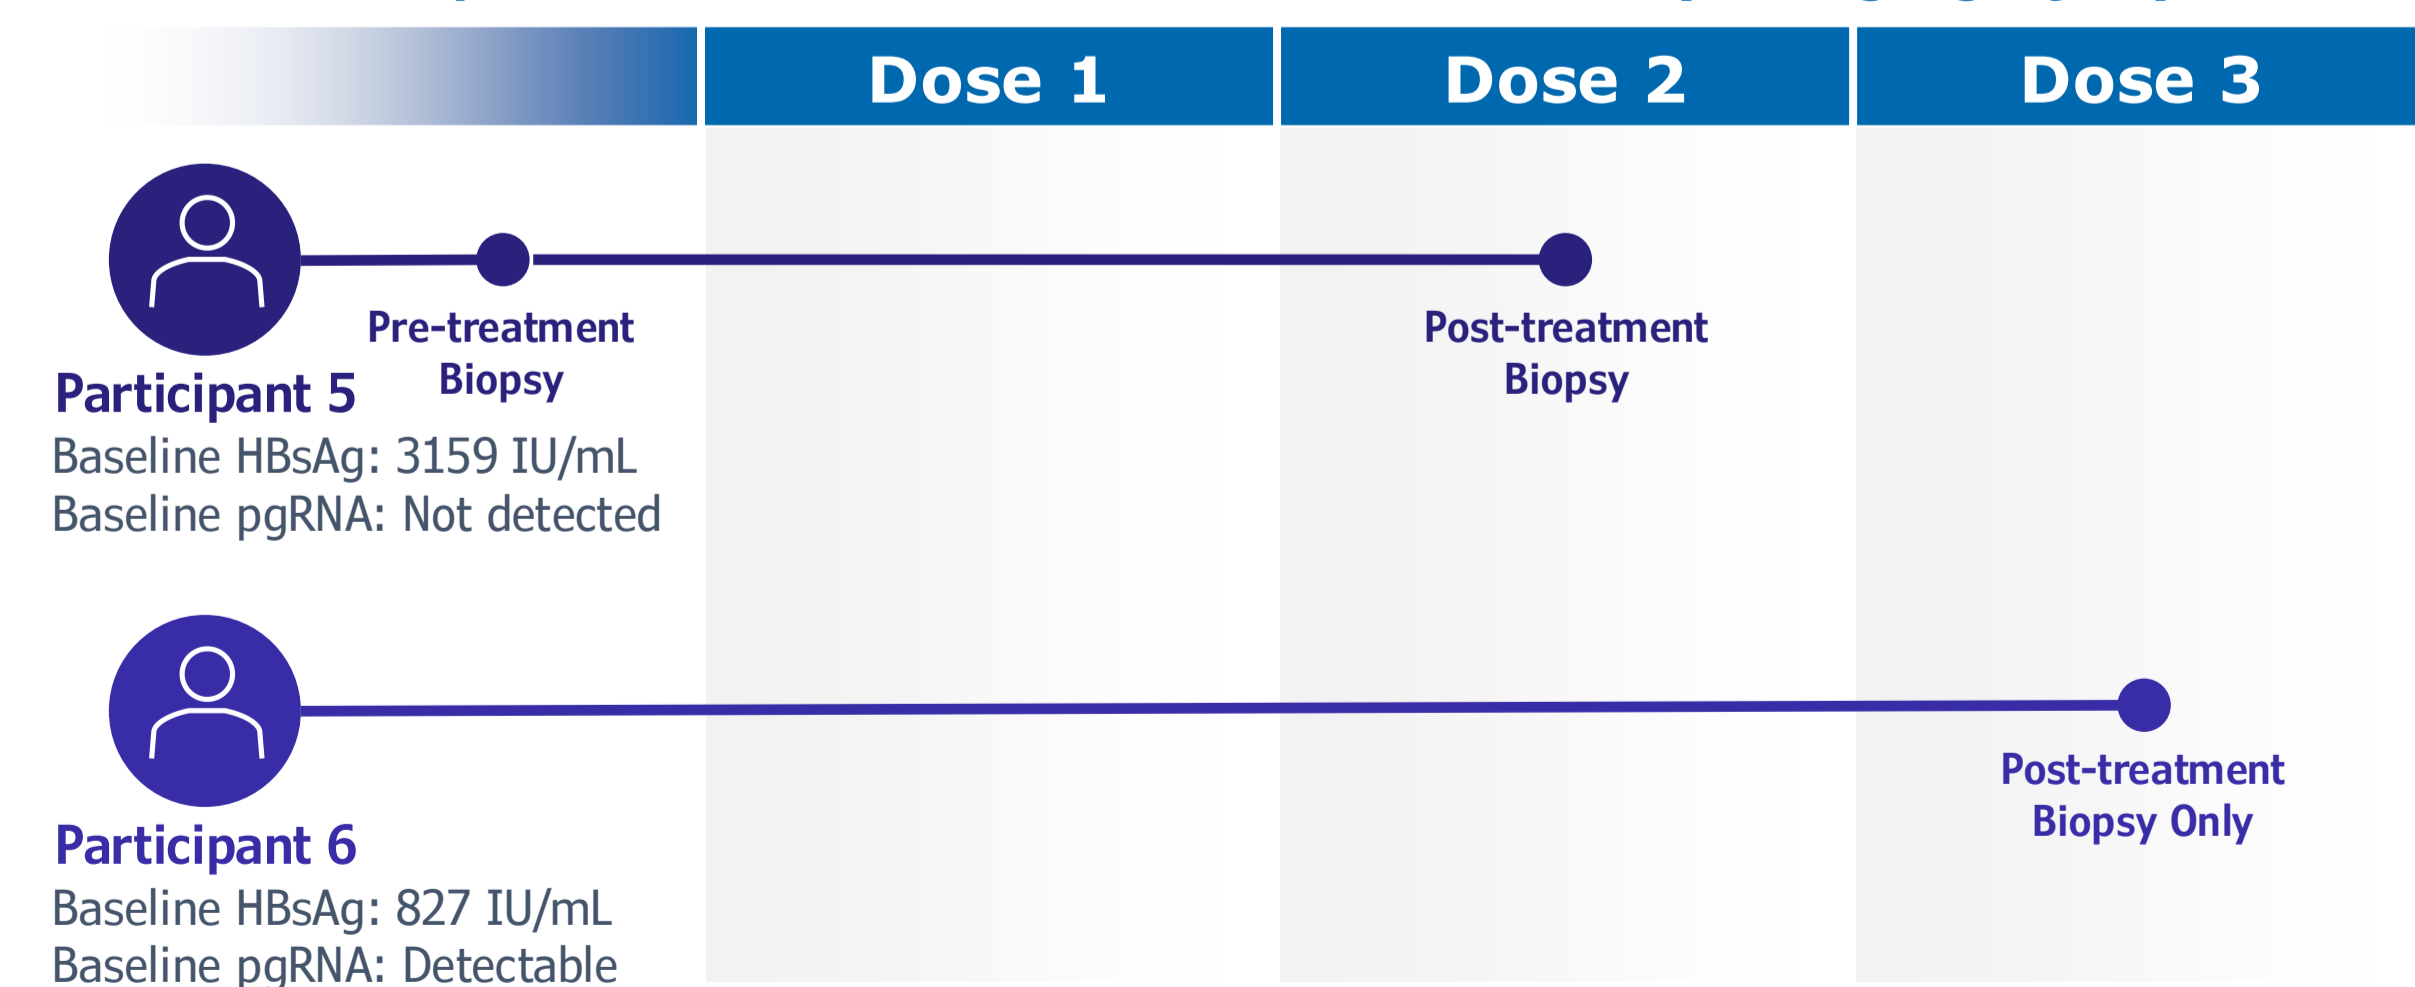 Dose 1
Dose 2
Dose 3
Pre-treatment
Biopsy
Post-treatment
Biopsy
Participant 5
Baseline HBsAg: 3159 IU/mL
Baseline pgRNA: Not detected
Post-treatment
Biopsy Only
Participant 6
Baseline HBsAg: 827 IU/mL
Baseline pgRNA: Detectable